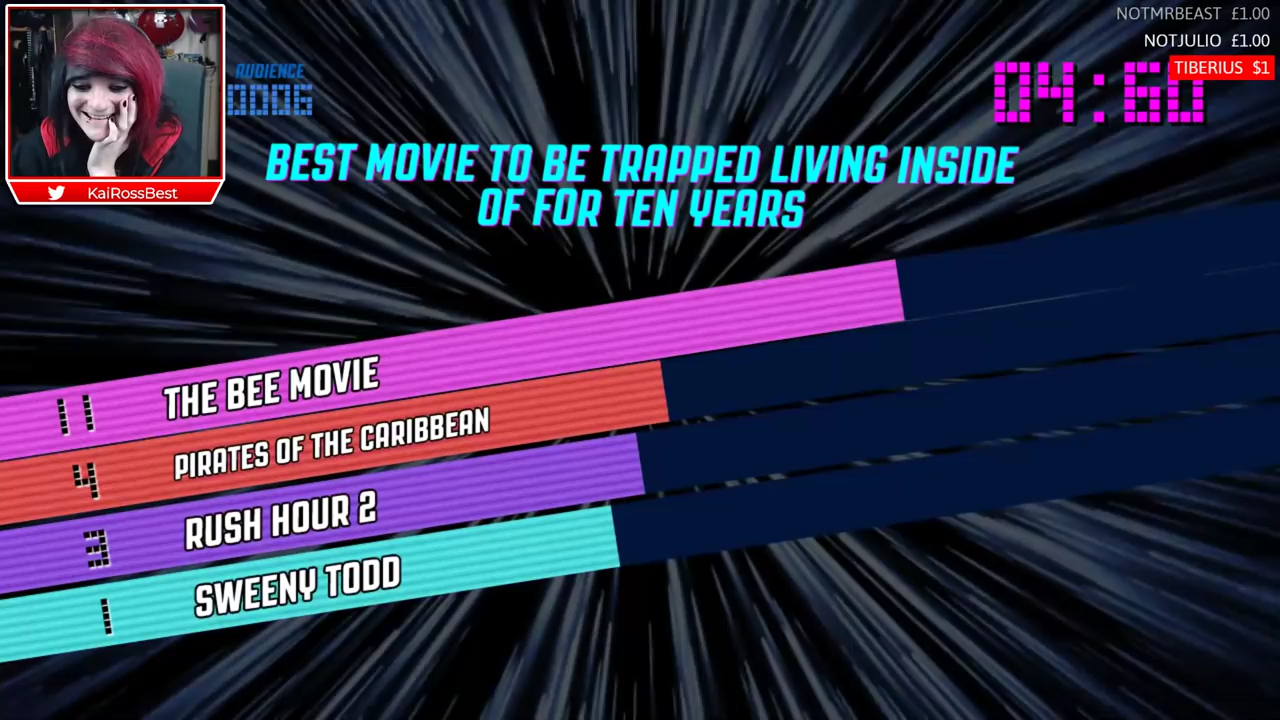 NOTMRBEAST £1.00
NOTJULIO £1.00
TIBERIUS $1
AUDIENCE
0006
04:60
BEST MOVIE TO BE TRAPPED LIVING INSIDE
OF FOR TEN YEARS
11 THE BEE MOVIE
4 PIRATES OF THE CARIBBEAN
3 RUSH HOUR 2
1 SWEENY TODD
KaiRossBest